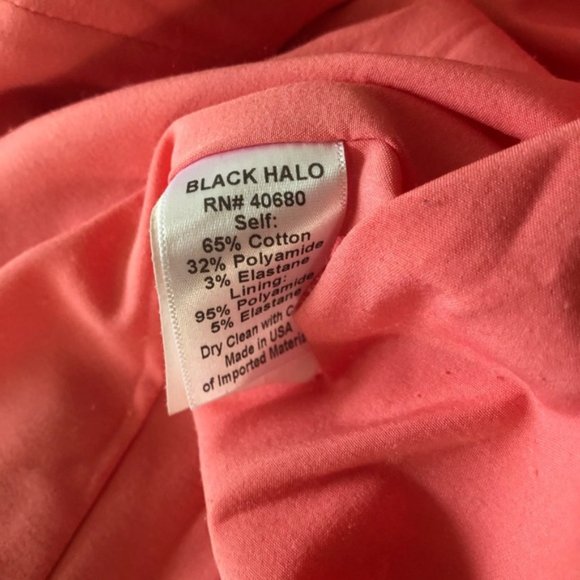 BLACK HALO
RN# 40680
Self:
65% Cotton
32% Polyamide
3% Elastane
Lining:
95% Polyamide
5% Elastane
Dry Clean with
Made in USA
of Imported